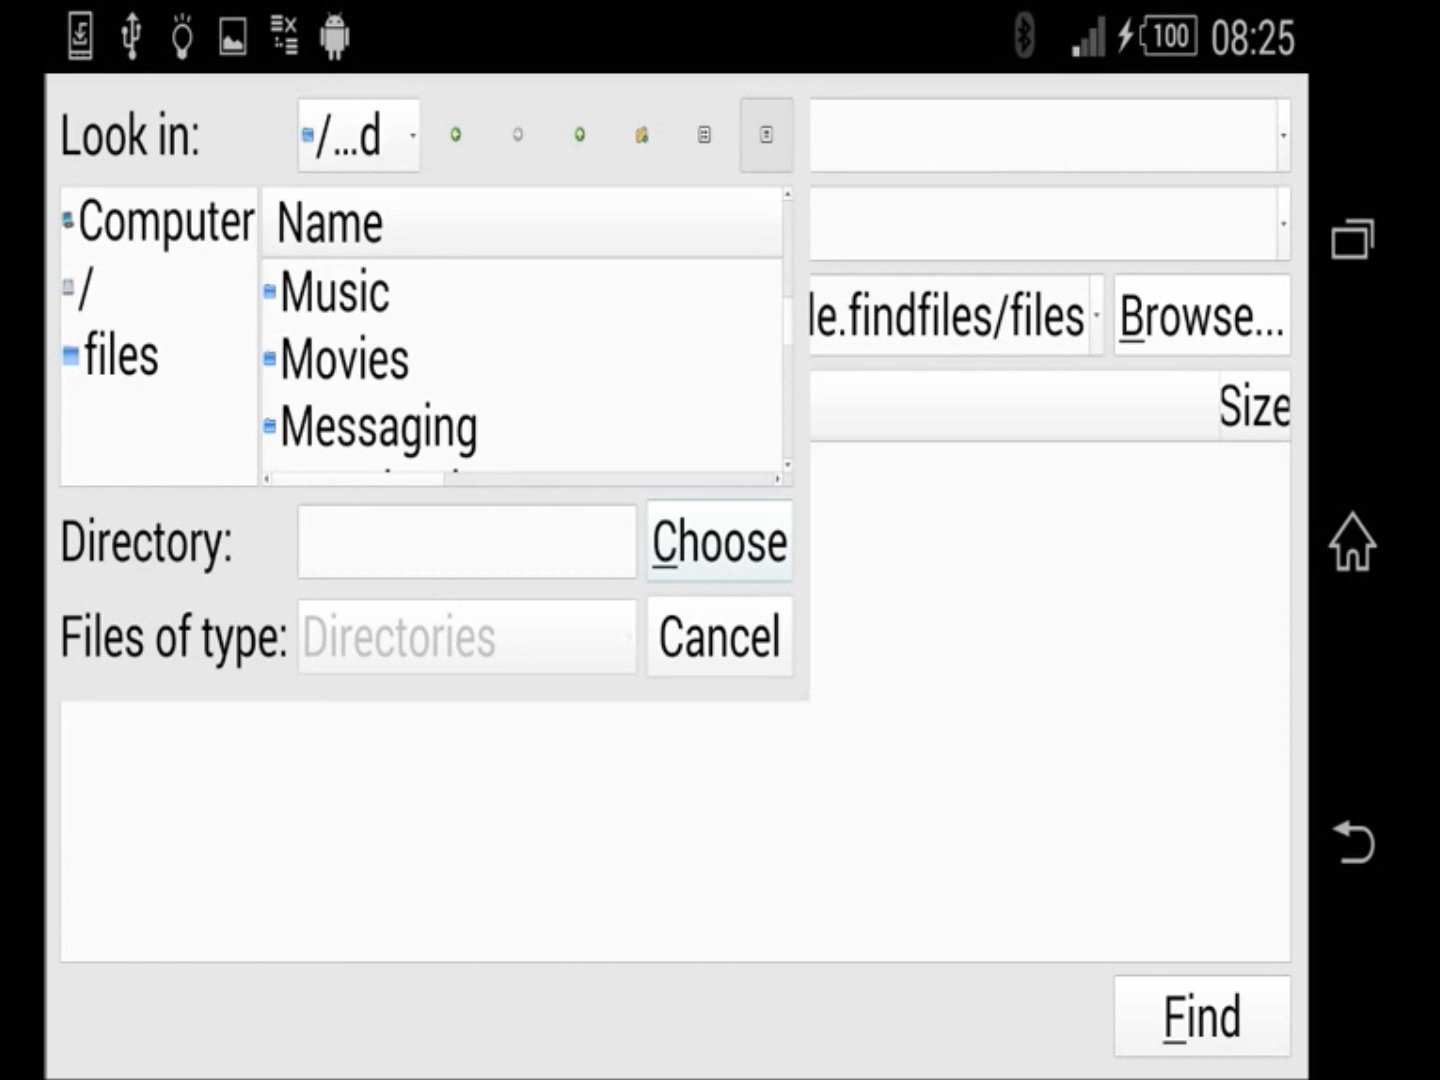 100 08:25
Look in: /...d
Computer
/
files
Name
Music
Movies
Messaging
le.findfiles/files Browse...
Size
Directory: Choose
Files of type: Directories Cancel
Find